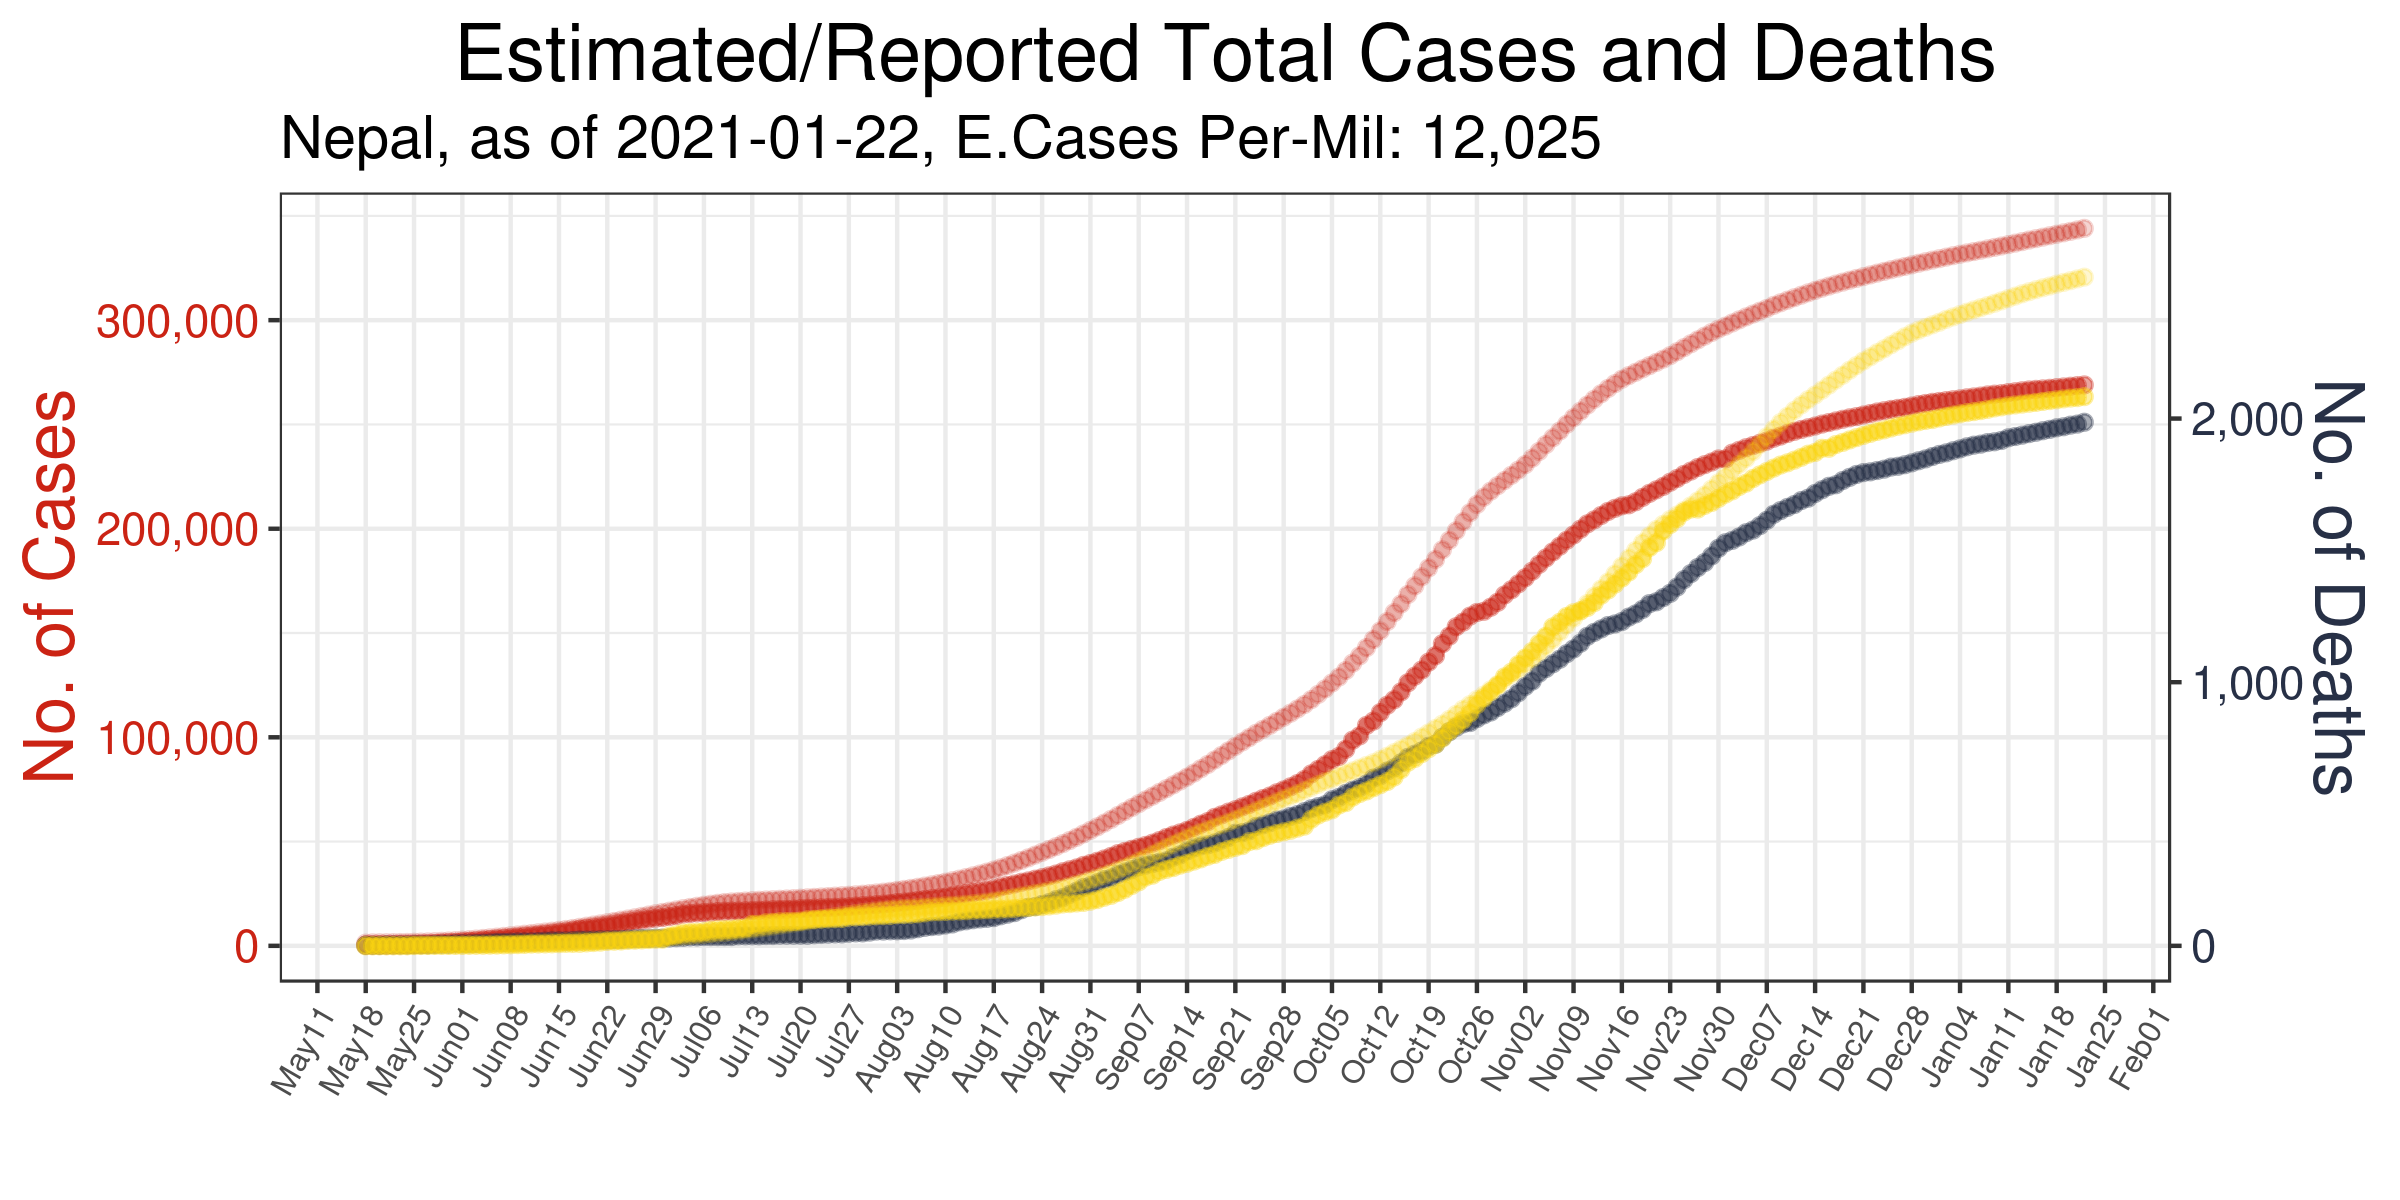 Estimated/Reported Total Cases and Deaths
Nepal, as of 2021-01-22, E.Cases Per-Mil: 12,025
No. of Cases
300,000
200,000
100,000
0
2,000
1,000
0
No. of Deaths
May11 May18 May25 Jun01 Jun08 Jun15 Jun22 Jun29 Jul06 Jul13 Jul20 Jul27 Aug03 Aug10 Aug17 Aug24 Aug31 Sep07 Sep14 Sep21 Sep28 Oct05 Oct12 Oct19 Oct26 Nov02 Nov09 Nov16 Nov23 Nov30 Dec07 Dec14 Dec21 Dec28 Jan04 Jan11 Jan18 Jan25 Feb01